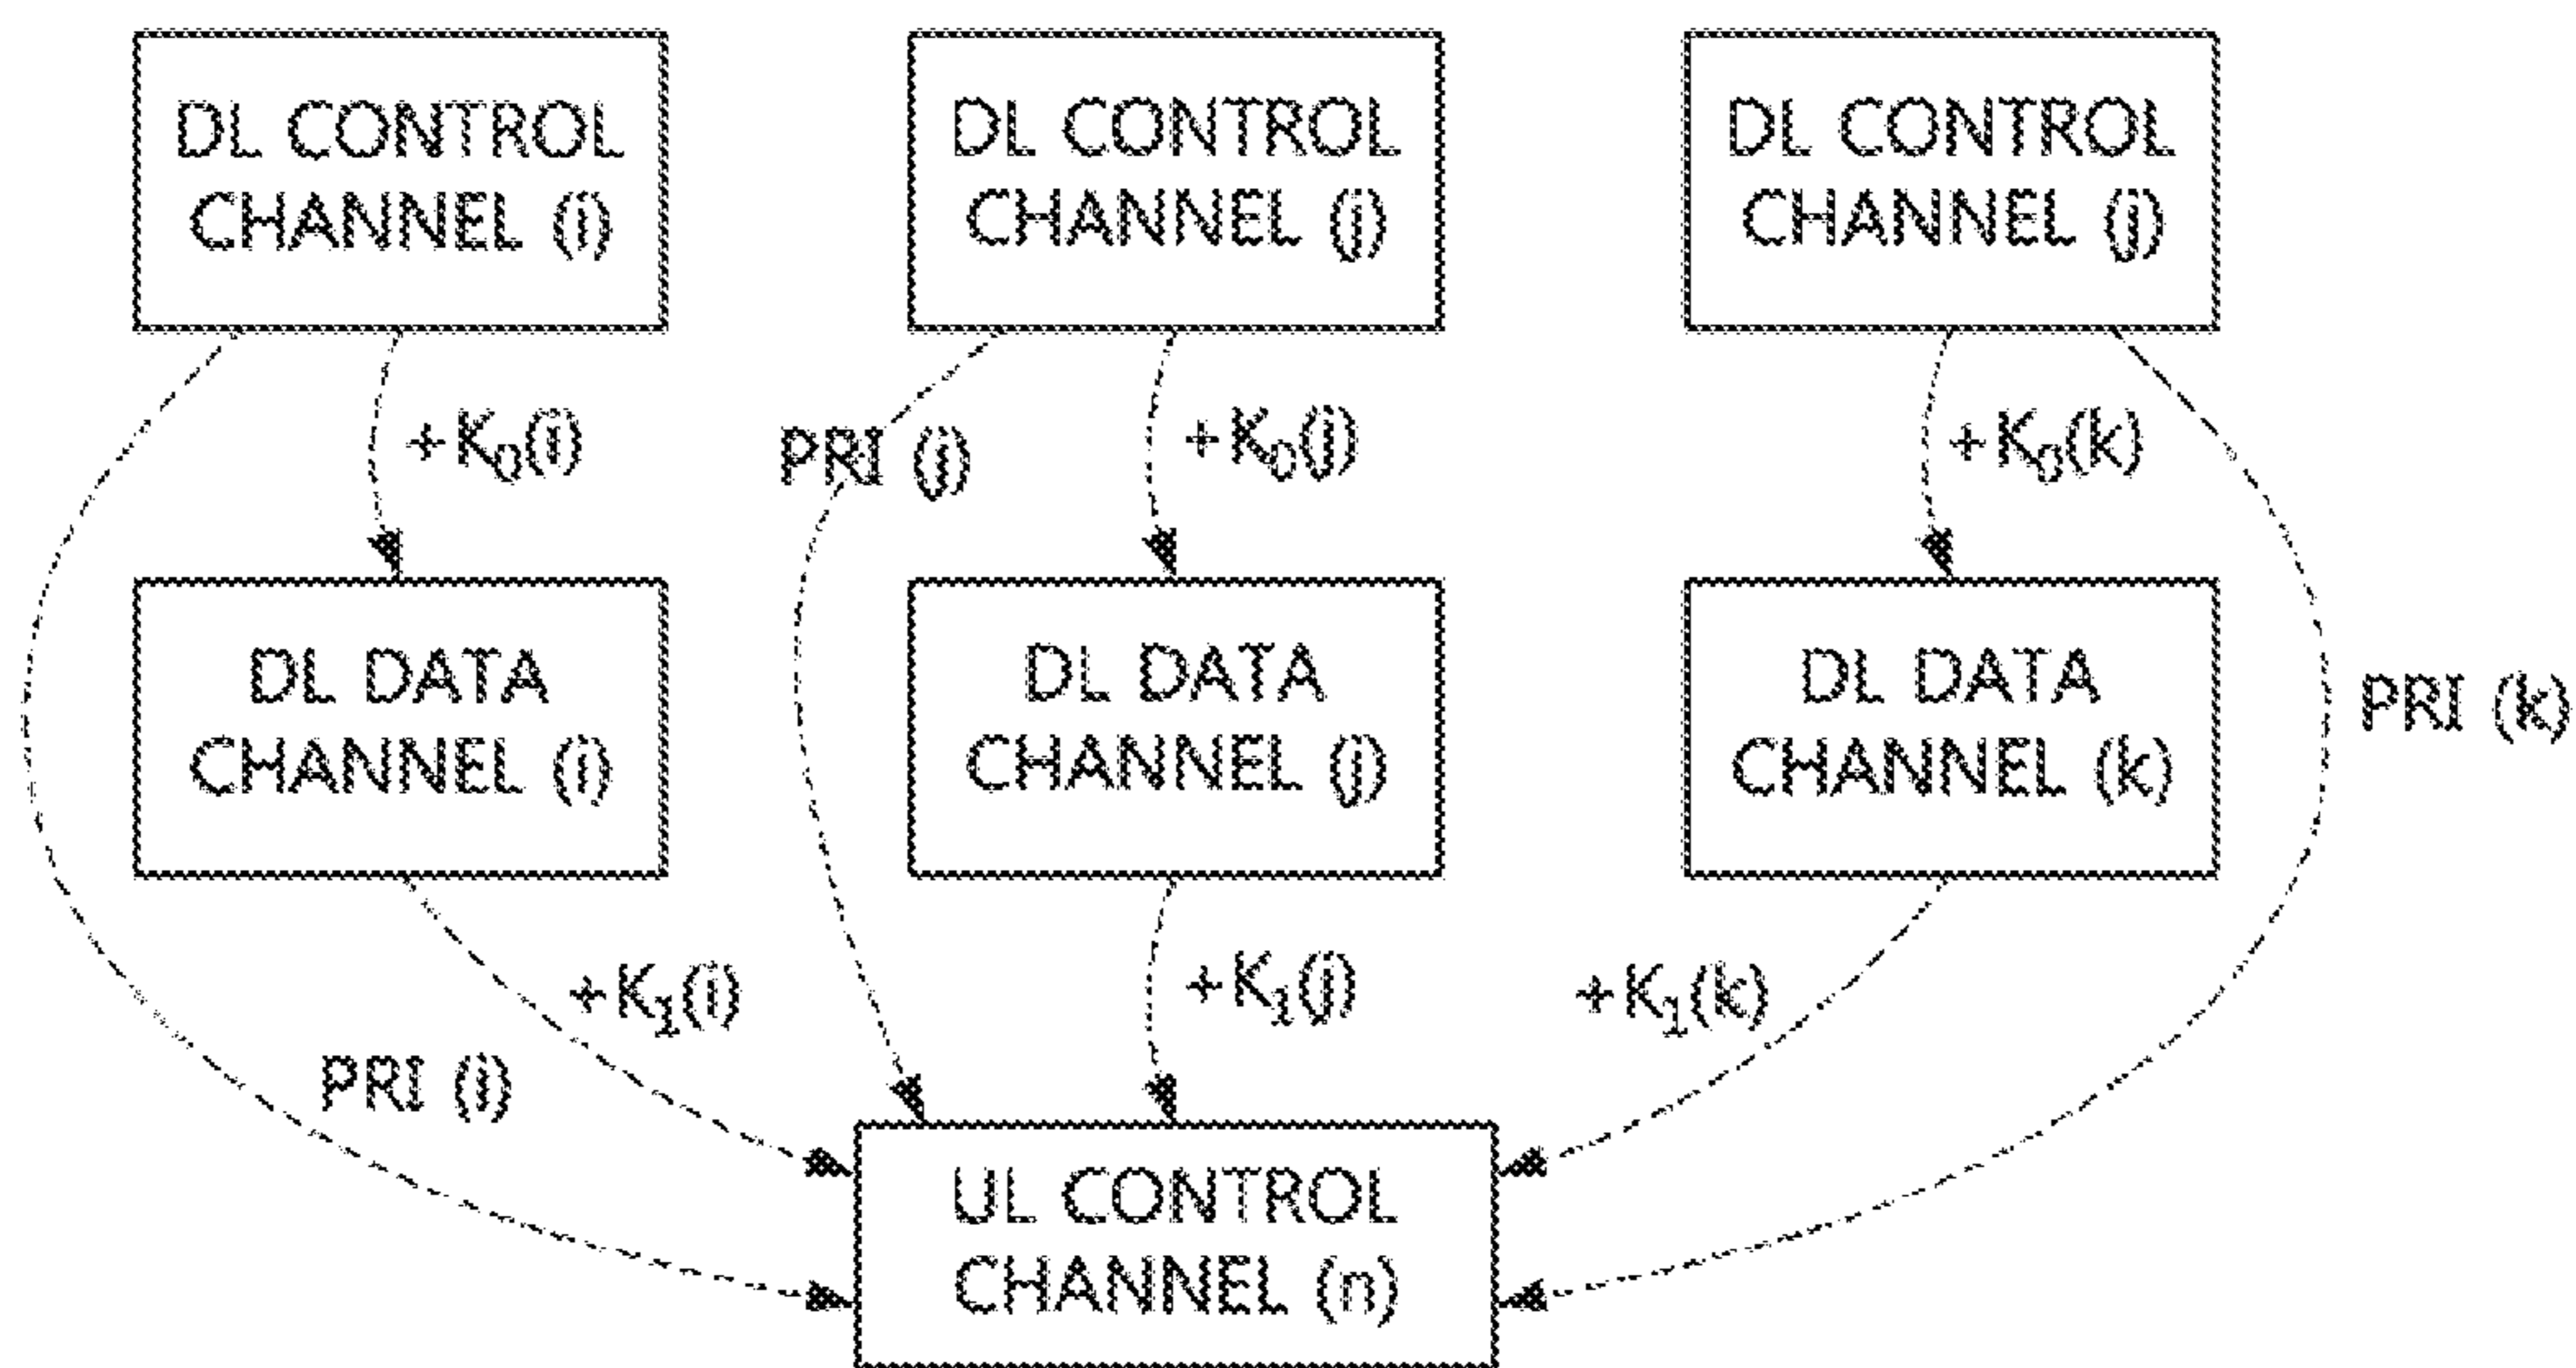 DL CONTROL
CHANNEL (i)
DL CONTROL
CHANNEL (j)
DL CONTROL
CHANNEL (j)
+K₀(i)
PRI (j)
+K₀(j)
+K₀(k)
DL DATA
CHANNEL (i)
DL DATA
CHANNEL (j)
DL DATA
CHANNEL (k)
PRI (k)
+K₁(i)
+K₁(j)
+K₁(k)
PRI (i)
UL CONTROL
CHANNEL (n)